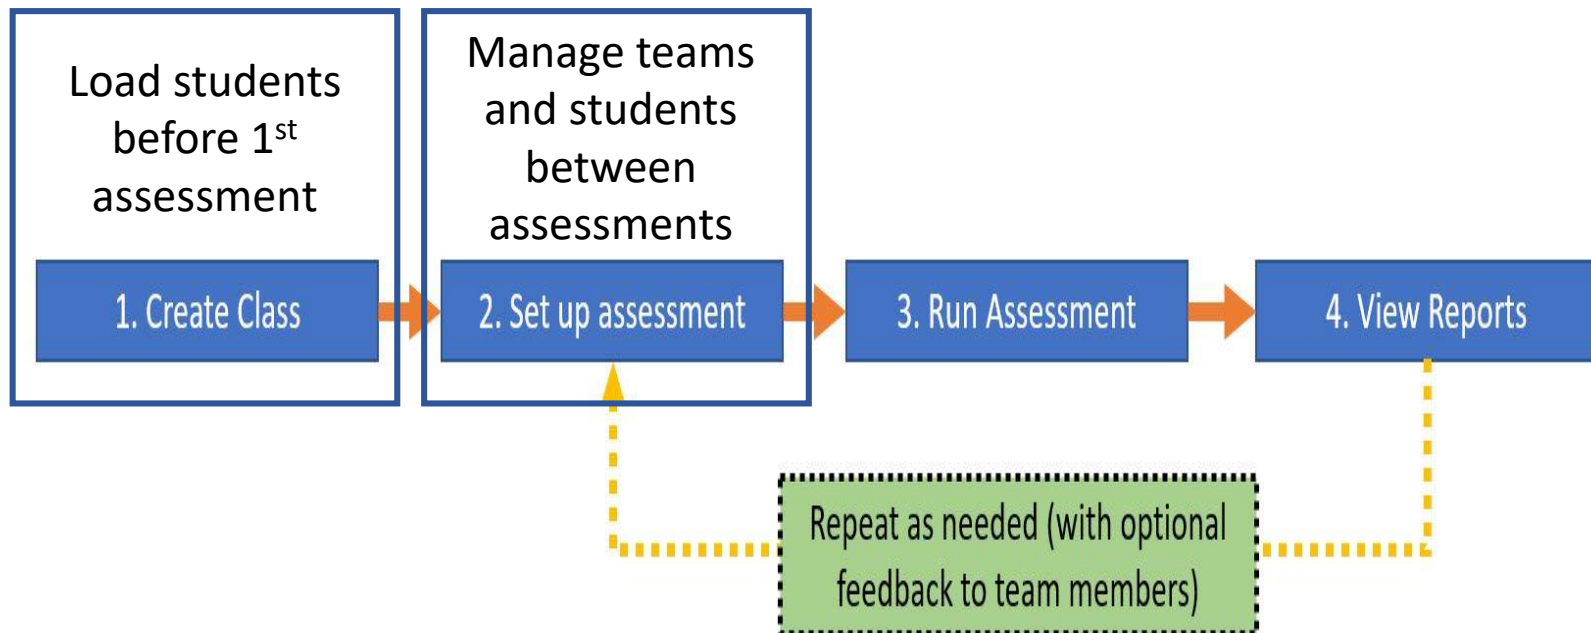 Load students
before 1st
assessment
Manage teams
and students
between
assessments
1. Create Class
2. Set up assessment
3. Run Assessment
4. View Reports
Repeat as needed (with optional
feedback to team members)